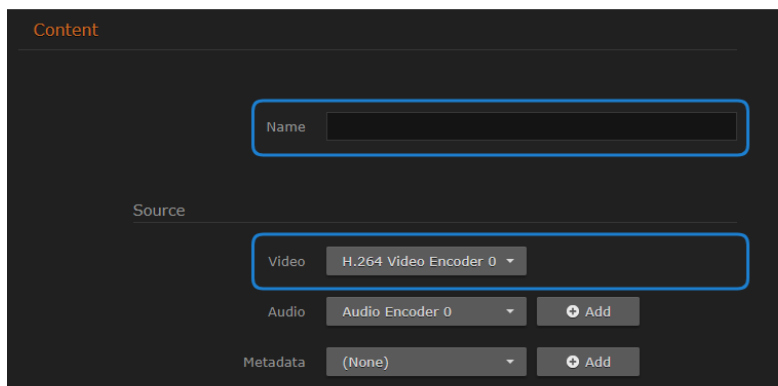 Content
Name
Source
Video H.264 Video Encoder 0
Audio Audio Encoder 0 Add
Metadata (None) Add